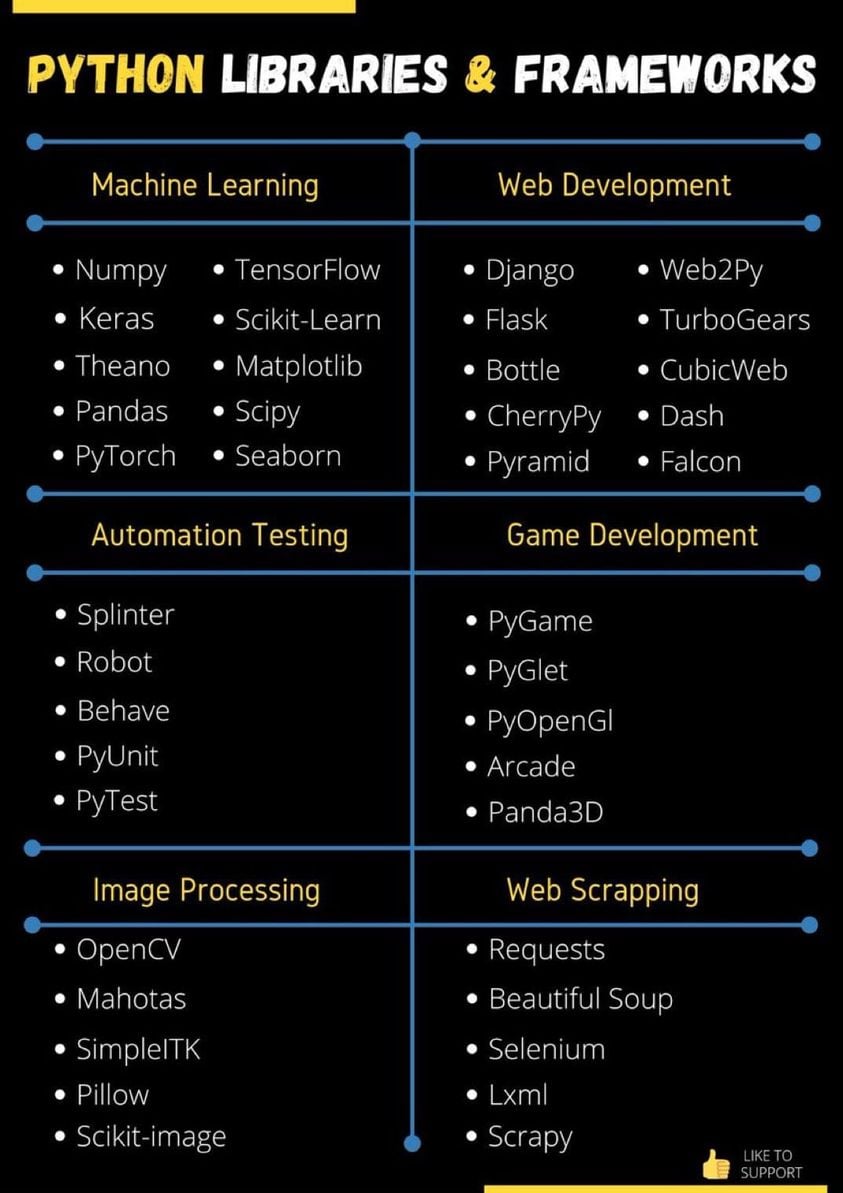 PYTHON LIBRARIES & FRAMEWORKS
Machine Learning
• Numpy
• Keras
• Theano
• Pandas
• PyTorch
• TensorFlow
• Scikit-Learn
• Matplotlib
• Scipy
• Seaborn
Web Development
• Django
• Flask
• Bottle
• CherryPy
• Pyramid
• Web2Py
• TurboGears
• CubicWeb
• Dash
• Falcon
Automation Testing
• Splinter
• Robot
• Behave
• PyUnit
• PyTest
Game Development
• PyGame
• PyGlet
• PyOpenGl
• Arcade
• Panda3D
Image Processing
• OpenCV
• Mahotas
• SimpleITK
• Pillow
• Scikit-image
Web Scrapping
• Requests
• Beautiful Soup
• Selenium
• Lxml
• Scrapy
LIKE TO
SUPPORT